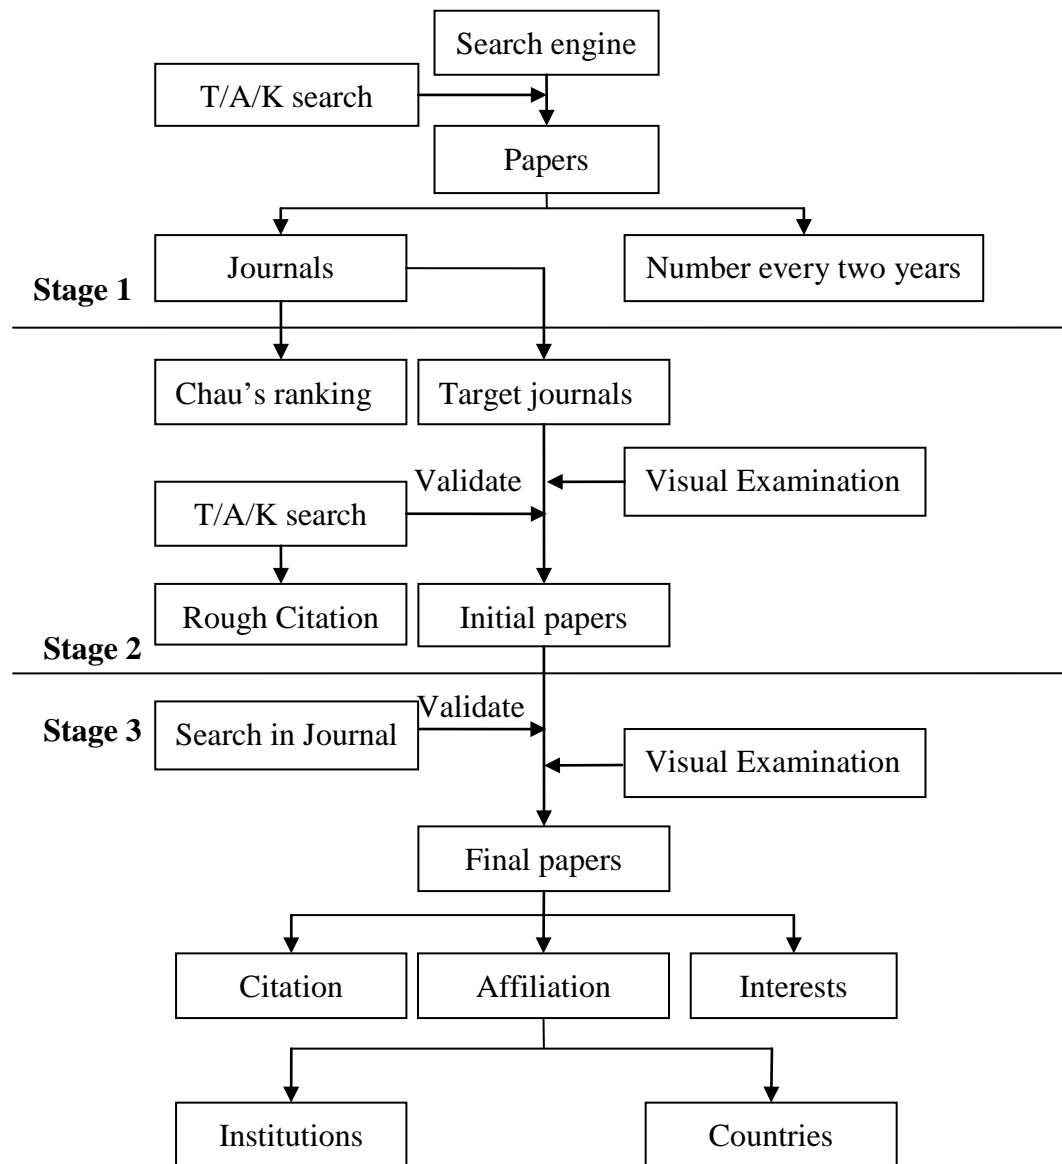 Search engine
T/A/K search
Papers
Journals
Number every two years
Stage 1
Chau’s ranking
Target journals
Validate
Visual Examination
T/A/K search
Rough Citation
Initial papers
Stage 2
Validate
Stage 3
Search in Journal
Visual Examination
Final papers
Citation
Affiliation
Interests
Institutions
Countries